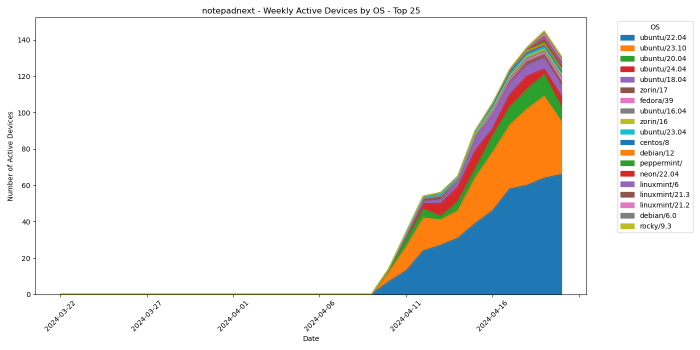 notepadnext - Weekly Active Devices by OS - Top 25
Number of Active Devices
140
120
100
80
60
40
20
0
2024-03-22
2024-03-27
2024-04-01
2024-04-06
2024-04-11
2024-04-16
Date
OS
ubuntu/22.04
ubuntu/23.10
ubuntu/20.04
ubuntu/24.04
ubuntu/18.04
zorin/17
fedora/39
ubuntu/16.04
zorin/16
ubuntu/23.04
centos/8
debian/12
peppermint/
neon/22.04
linuxmint/6
linuxmint/21.3
linuxmint/21.2
debian/6.0
rocky/9.3